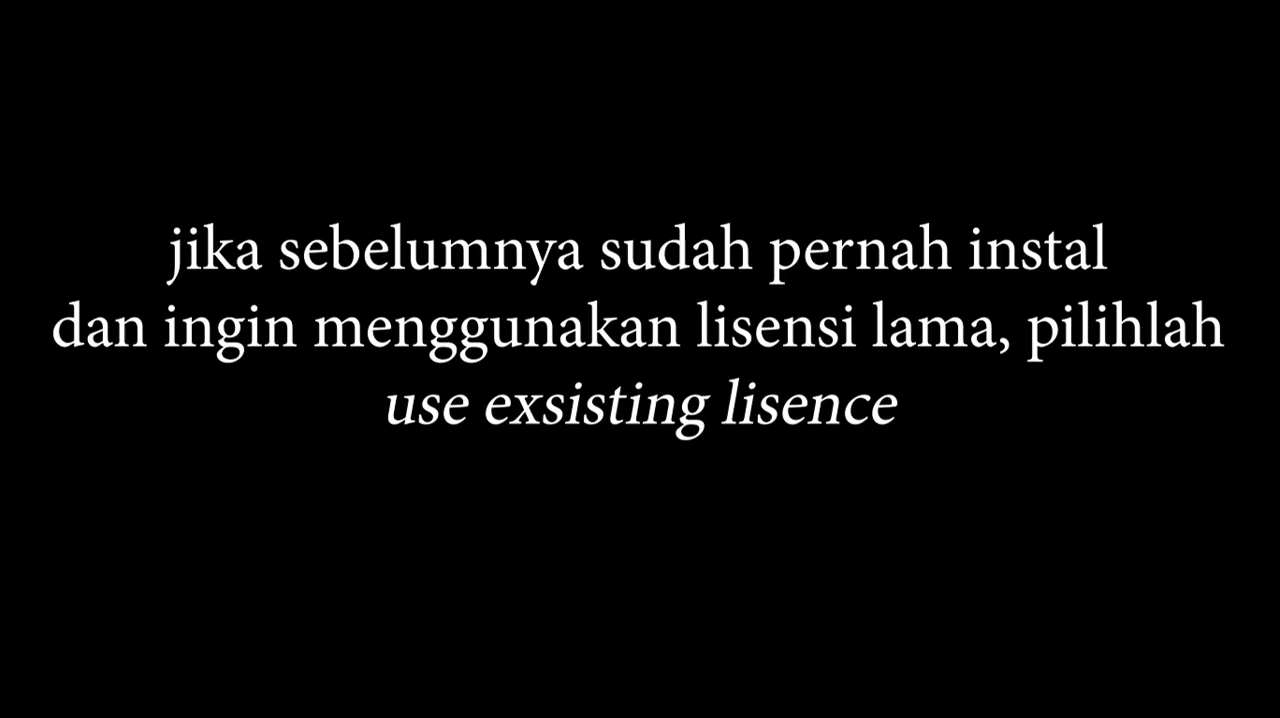 jika sebelumnya sudah pernah instal
dan ingin menggunakan lisensi lama, pilihlah
use exsisting lisence